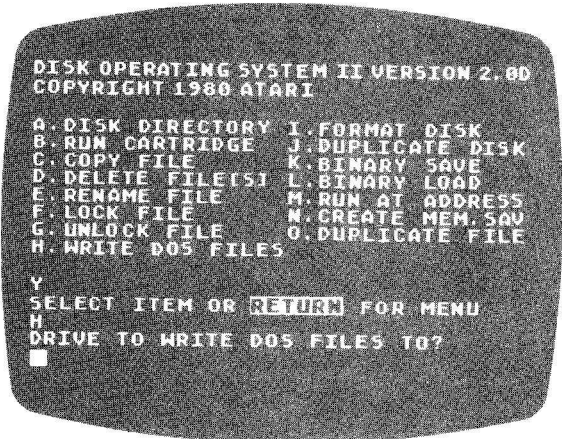 DISK OPERATING SYSTEM II VERSION 2.0D
COPYRIGHT 1980 ATARI
A.DISK DIRECTORY I.FORMAT DISK
B.RUN CARTRIDGE J.DUPLICATE DISK
C.COPY FILE K.BINARY SAVE
D.DELETE FILE[S] L.BINARY LOAD
E.RENAME FILE M.RUN AT ADDRESS
F.LOCK FILE N.CREATE MEM.SAV
G.UNLOCK FILE O.DUPLICATE FILE
H.WRITE DOS FILES
Y
SELECT ITEM OR RETURN FOR MENU
H
DRIVE TO WRITE DOS FILES TO?